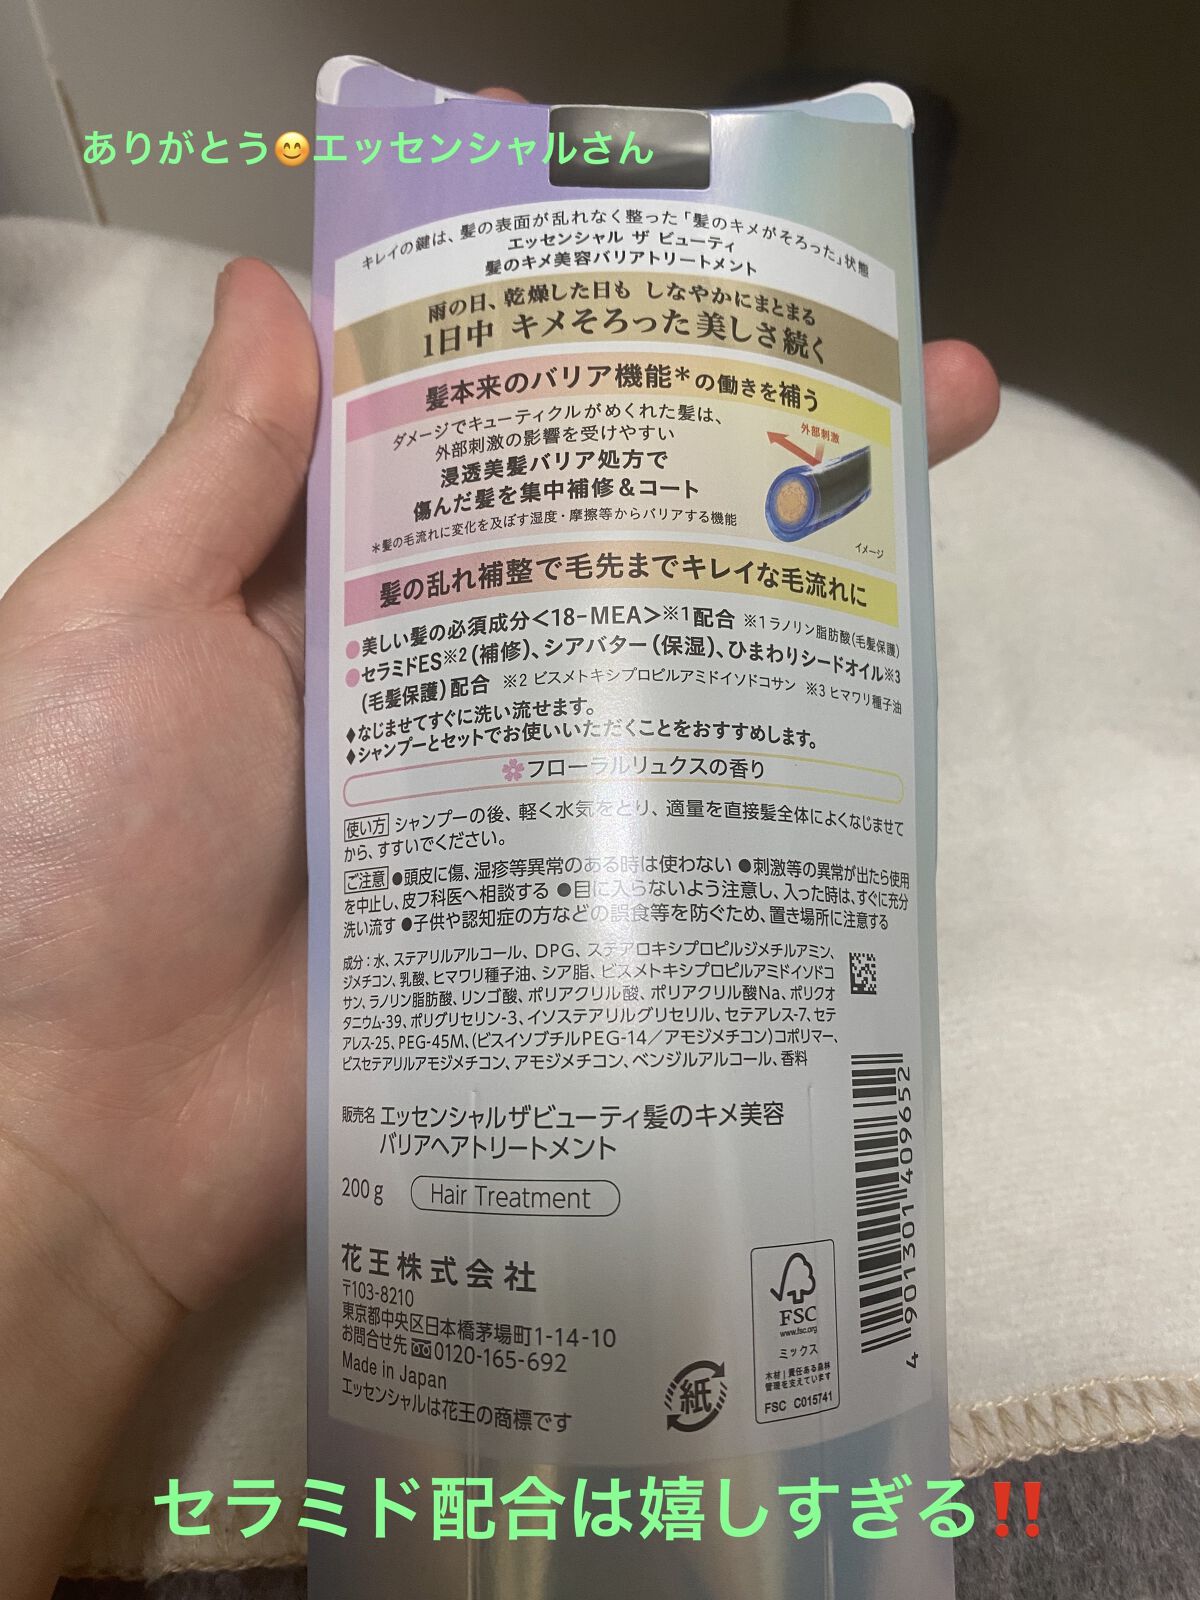 ありがとう😊エッセンシャルさん
キレイの鍵は、髪の表面が乱れなく整った「髪のキメがそろった」状態
エッセンシャル ザ ビューティ
髪のキメ美容バリアトリートメント
雨の日、乾燥した日も しなやかにまとまる
1日中 キメそろった美しさ続く
髪本来のバリア機能*の働きを補う
ダメージでキューティクルがめくれた髪は、
外部刺激の影響を受けやすい
浸透美髪バリア処方で
傷んだ髪を集中補修&コート
*髪の毛流れに変化を及ぼす湿度・摩擦等からバリアする機能
外部刺激
イメージ
髪の乱れ補整で毛先までキレイな毛流れに
●美しい髪の必須成分<18-MEA>※1配合 ※1 ラノリン脂肪酸(毛髪保護)
●セラミドES※2(補修)、シアバター(保湿)、ひまわりシードオイル※3
(毛髪保護)配合 ※2 ビスメトキシプロピルアミドイソドコサン ※3 ヒマワリ種子油
♦なじませてすぐに洗い流せます。
♦シャンプーとセットでお使いいただくことをおすすめします。
フローラルリュクスの香り
使い方 シャンプーの後、軽く水気をとり、適量を直接髪全体によくなじませて
から、すすいでください。
ご注意 ●頭皮に傷、湿疹等異常のある時は使わない ●刺激等の異常が出たら使用
を中止し、皮フ科医へ相談する ●目に入らないよう注意し、入った時は、すぐに充分
洗い流す ●子供や認知症の方などの誤食等を防ぐため、置き場所に注意する
成分:水、ステアリルアルコール、DPG、ステアロキシプロピルジメチルアミン、
ジメチコン、乳酸、ヒマワリ種子油、シア脂、ビスメトキシプロピルアミドイソドコ
サン、ラノリン脂肪酸、リンゴ酸、ポリアクリル酸、ポリアクリル酸Na、ポリクオ
タニウム-39、ポリグリセリン-3、イソステアリルグリセリル、セテアレス-7、セテ
アレス-25、PEG-45M、(ビスイソブチルPEG-14/アモジメチコン)コポリマー、
ビスセテアリルアモジメチコン、アモジメチコン、ベンジルアルコール、香料
販売名 エッセンシャルザビューティ髪のキメ美容
バリアヘアトリートメント
200g Hair Treatment
花王株式会社
〒103-8210
東京都中央区日本橋茅場町1-14-10
お問合せ先 0120-165-692
Made in Japan
エッセンシャルは花王の商標です
紙
FSC
www.fsc.org
ミックス
木材|責任ある森林
管理を支えています
FSC C015741
4 901301 409652
セラミド配合は嬉しすぎる‼️